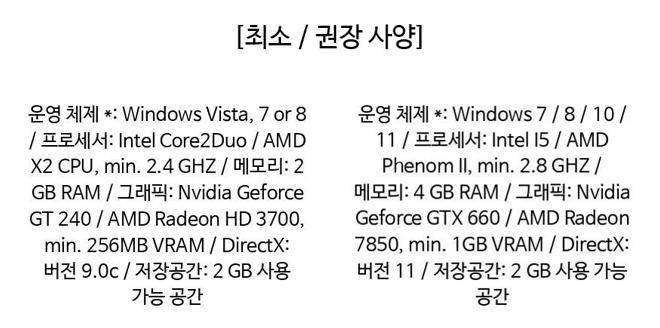 [최소 / 권장 사양]
운영 체제 *: Windows Vista, 7 or 8
/ 프로세서: Intel Core2Duo / AMD
X2 CPU, min. 2.4 GHZ / 메모리: 2
GB RAM / 그래픽: Nvidia Geforce
GT 240 / AMD Radeon HD 3700,
min. 256MB VRAM / DirectX:
버전 9.0c / 저장공간: 2 GB 사용
가능 공간
운영 체제 *: Windows 7 / 8 / 10 /
11 / 프로세서: Intel I5 / AMD
Phenom II, min. 2.8 GHZ /
메모리: 4 GB RAM / 그래픽: Nvidia
Geforce GTX 660 / AMD Radeon
7850, min. 1GB VRAM / DirectX:
버전 11 / 저장공간: 2 GB 사용 가능
공간